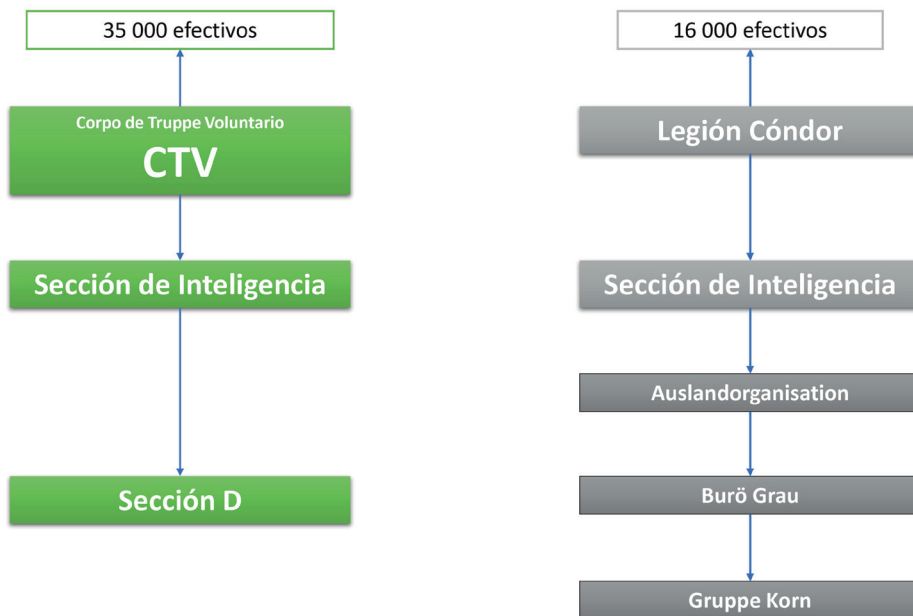 35 000 efectivos
Corpo de Truppe Voluntario
CTV
Sección de Inteligencia
Sección D
16 000 efectivos
Legión Cóndor
Sección de Inteligencia
Auslandorganisation
Burö Grau
Gruppe Korn